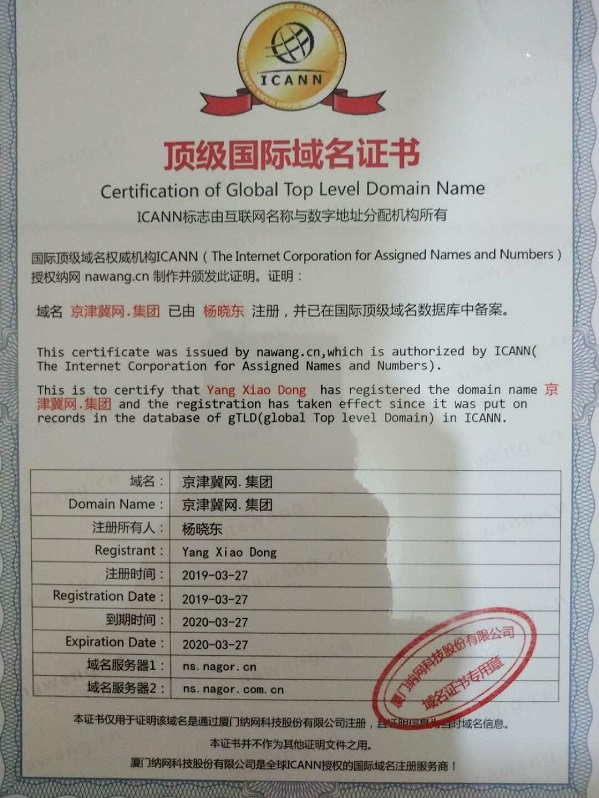 ICANN
顶级国际域名证书
Certification of Global Top Level Domain Name
ICANN标志由互联网名称与数字地址分配机构所有
国际顶级域名权威机构ICANN（The Internet Corporation for Assigned Names and Numbers）
授权纳网 nawang.cn 制作并颁发此证明。证明：
域名 京津冀网.集团 已由 杨晓东 注册，并已在国际顶级域名数据库中备案。
This certificate was issued by nawang.cn,which is authorized by ICANN(
The Internet Corporation for Assigned Names and Numbers).
This is to certify that Yang Xiao Dong has registered the domain name 京
津冀网.集团 and the registration has taken effect since it was put on
records in the database of gTLD(global Top level Domain) in ICANN.
域名： 京津冀网.集团
Domain Name： 京津冀网.集团
注册所有人： 杨晓东
Registrant： Yang Xiao Dong
注册时间： 2019-03-27
Registration Date： 2019-03-27
到期时间： 2020-03-27
Expiration Date： 2020-03-27
域名服务器1： ns.nagor.cn
域名服务器2： ns.nagor.com.cn
厦门纳网科技股份有限公司
域名证书专用章
本证书仅用于证明该域名是通过厦门纳网科技股份有限公司注册，且证明信息为当时域名信息。
本证书并不作为其他证明文件之用。
厦门纳网科技股份有限公司是全球ICANN授权的国际域名注册服务商！